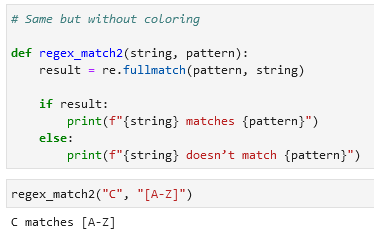 # Same but without coloring
def regex_match2(string, pattern):
    result = re.fullmatch(pattern, string)
    if result:
        print(f"{string} matches {pattern}")
    else:
        print(f"{string} doesn’t match {pattern}")
regex_match2("C", "[A-Z]")
C matches [A-Z]